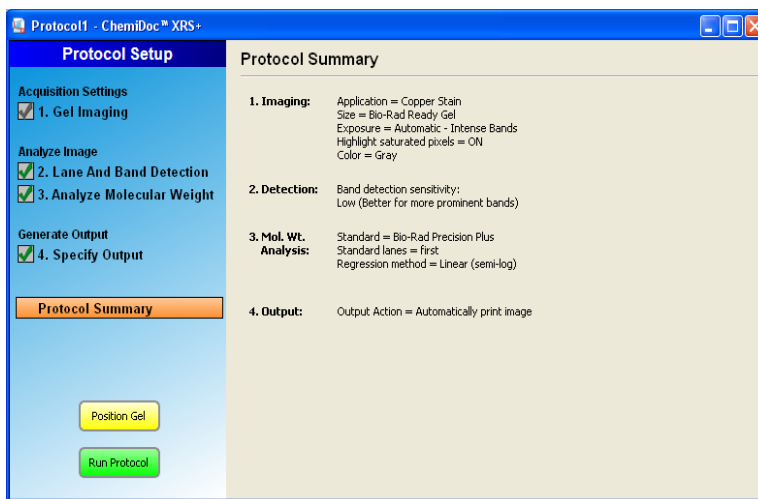 Protocol1 - ChemiDoc™ XRS+
Protocol Setup
Acquisition Settings
1. Gel Imaging
Analyze Image
2. Lane And Band Detection
3. Analyze Molecular Weight
Generate Output
4. Specify Output
Protocol Summary
Position Gel
Run Protocol
Protocol Summary
1. Imaging: Application = Copper Stain
Size = Bio-Rad Ready Gel
Exposure = Automatic - Intense Bands
Highlight saturated pixels = ON
Color = Gray
2. Detection: Band detection sensitivity:
Low (Better for more prominent bands)
3. Mol. Wt. Standard = Bio-Rad Precision Plus
Analysis: Standard lanes = first
Regression method = Linear (semi-log)
4. Output: Output Action = Automatically print image